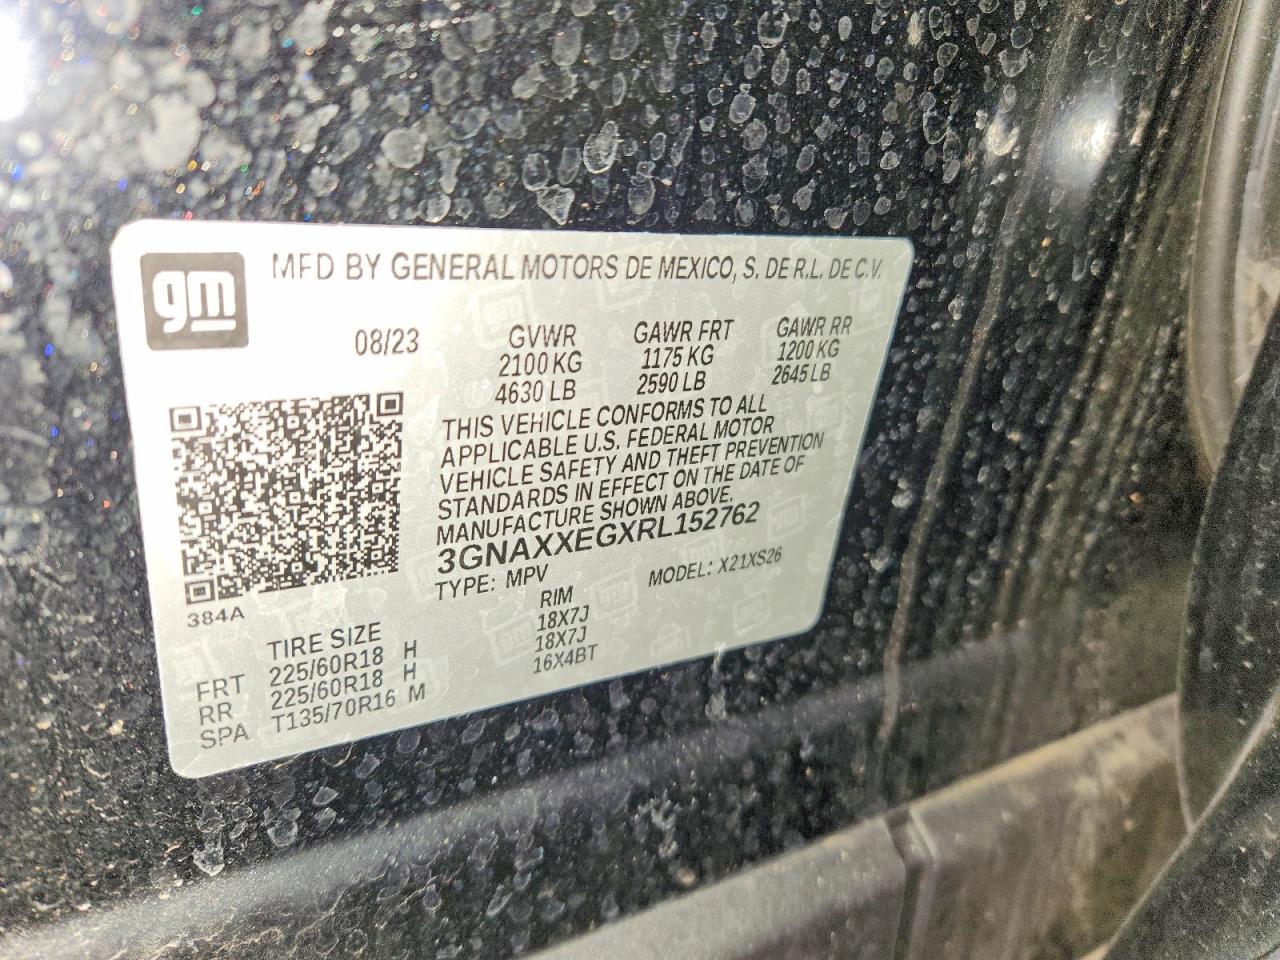 gm
MFD BY GENERAL MOTORS DE MEXICO, S. DE R.L. DE C.V.
08/23 GVWR GAWR FRT GAWR RR
2100 KG 1175 KG 1200 KG
4630 LB 2590 LB 2645 LB
THIS VEHICLE CONFORMS TO ALL
APPLICABLE U.S. FEDERAL MOTOR
VEHICLE SAFETY AND THEFT PREVENTION
STANDARDS IN EFFECT ON THE DATE OF
MANUFACTURE SHOWN ABOVE.
3GNAXXEGXRL152762
TYPE: MPV MODEL: X21XS26
384A
TIRE SIZE RIM
FRT 225/60R18 H 18X7J
RR 225/60R18 H 18X7J
SPA T135/70R16 M 16X4BT